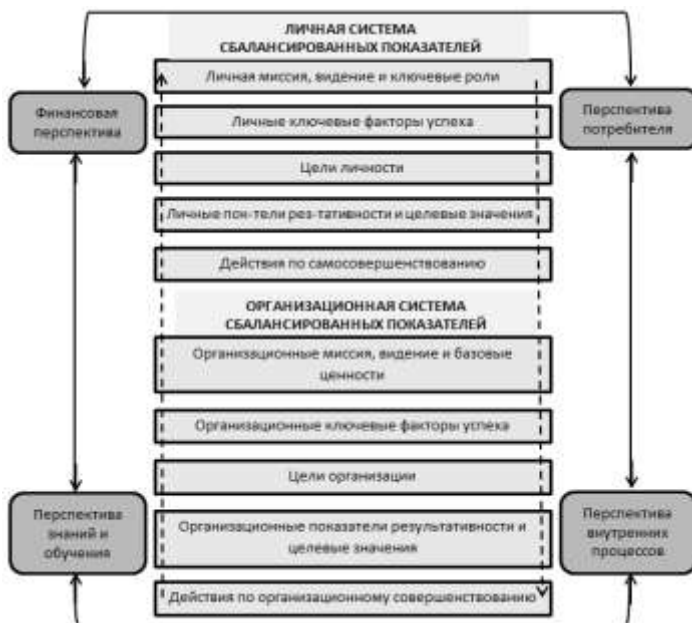 ЛИЧНАЯ СИСТЕМА
СБАЛАНСИРОВАННЫХ ПОКАЗАТЕЛЕЙ
Личная миссия, видение и ключевые роли
Финансовая
перспектива
Перспектива
потребителя
Личные ключевые факторы успеха
Цели личности
Личные пок-тели рез-тативности и целевые значения
Действия по самосовершенствованию
ОРГАНИЗАЦИОННАЯ СИСТЕМА
СБАЛАНСИРОВАННЫХ ПОКАЗАТЕЛЕЙ
Организационные миссия, видение и базовые
ценности
Организационные ключевые факторы успеха
Цели организации
Перспектива
знаний и
обучения
Организационные показатели результативности и
целевые значения
Перспектива
внутренних
процессов
Действия по организационному совершенствованию